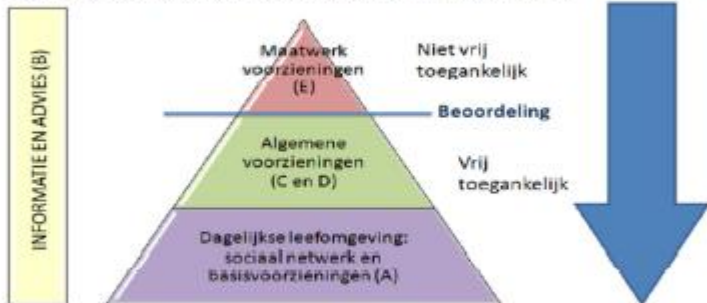 INFORMATIE EN ADVIES (B)
Maatwerk
voorzieningen
(E)
Niet vrij
toegankelijk
Beoordeling
Algemene
voorzieningen
(C en D)
Vrij
toegankelijk
Dagelijkse leefomgeving:
sociaal netwerk en
basisvoorzieningen (A)